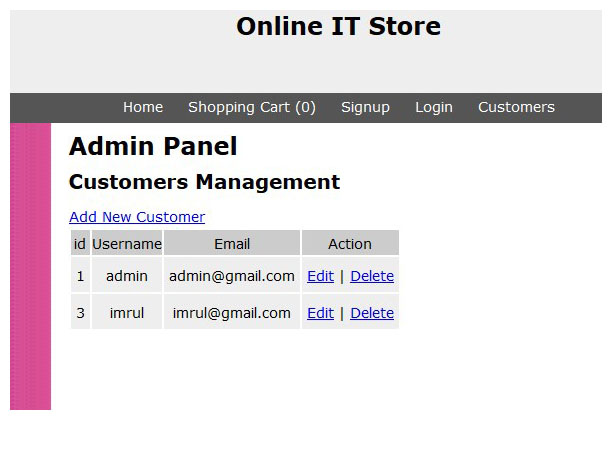 Online IT Store
Home Shopping Cart (0) Signup Login Customers
Admin Panel
Customers Management
Add New Customer
id Username Email Action
1 admin admin@gmail.com Edit | Delete
3 imrul imrul@gmail.com Edit | Delete